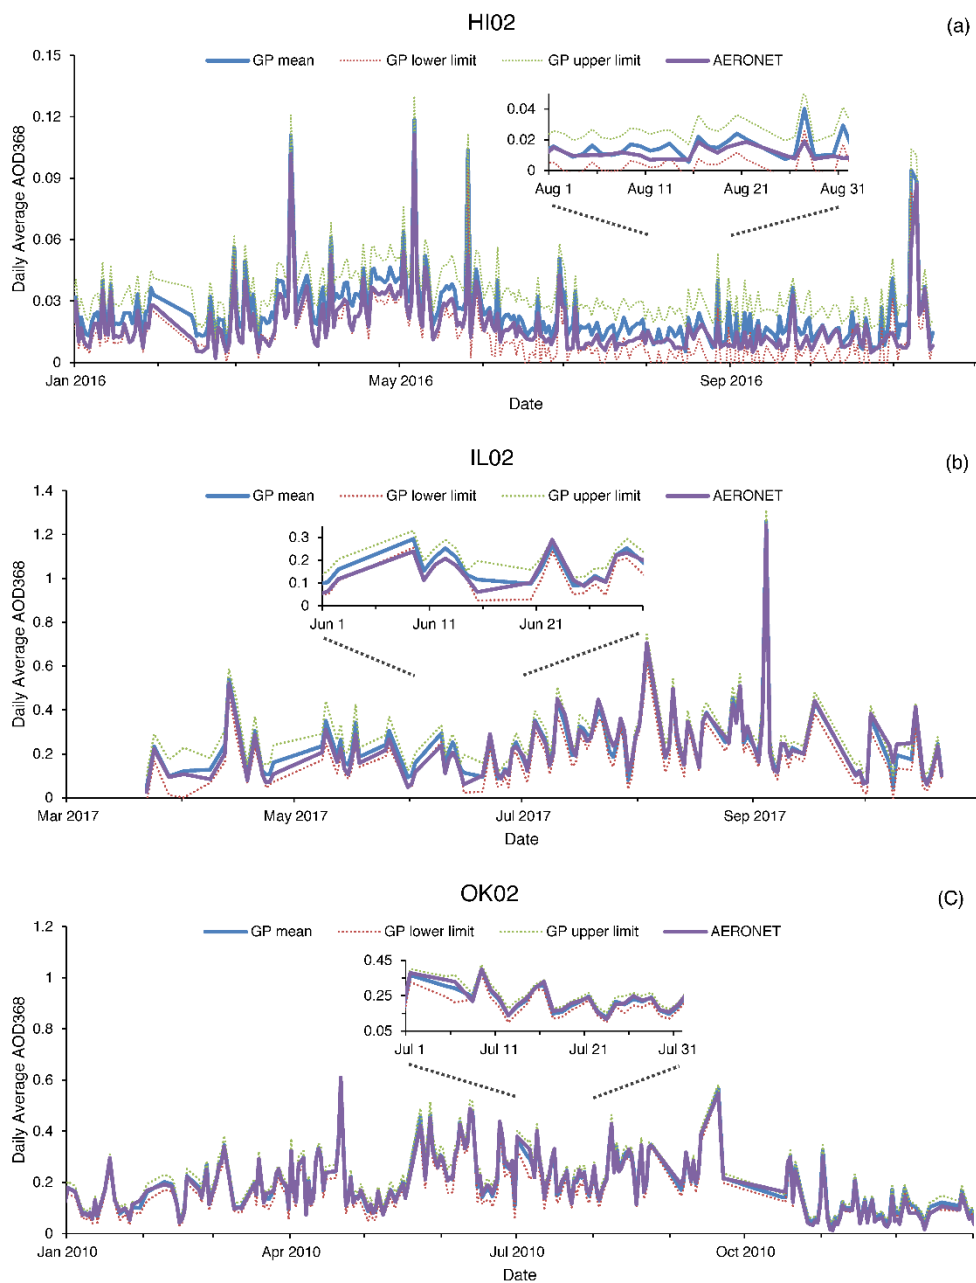 HI02
(a)
0.15
GP mean GP lower limit GP upper limit AERONET
0.12
0.09
0.06
0.03
0
Daily Average AOD368
0.04
0.02
0
Aug 1 Aug 11 Aug 21 Aug 31
Jan 2016 May 2016 Sep 2016
Date
IL02
(b)
1.4
GP mean GP lower limit GP upper limit AERONET
1.2
1
0.8
0.6
0.4
0.2
0
Daily Average AOD368
0.3
0.2
0.1
0
Jun 1 Jun 11 Jun 21
Mar 2017 May 2017 Jul 2017 Sep 2017
Date
OK02
(C)
1.2
GP mean GP lower limit GP upper limit AERONET
1
0.8
0.6
0.4
0.2
0
Daily Average AOD368
0.45
0.25
0.05
Jul 1 Jul 11 Jul 21 Jul 31
Jan 2010 Apr 2010 Jul 2010 Oct 2010
Date